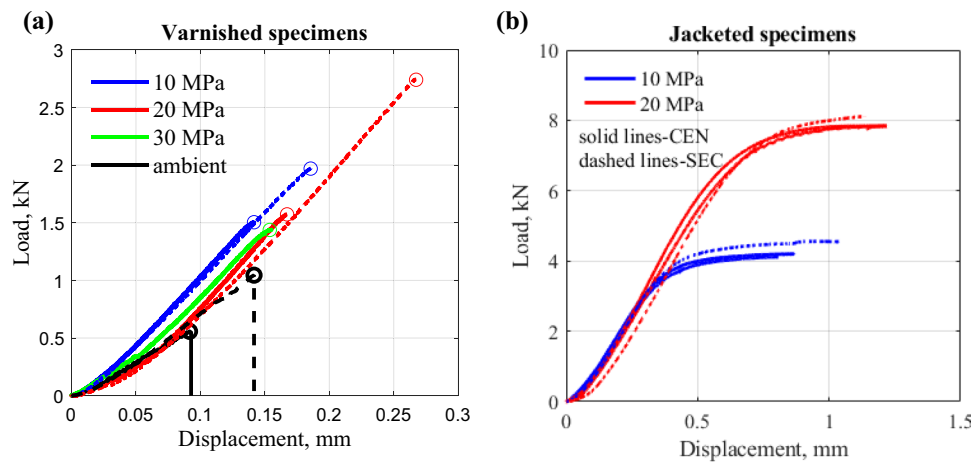 (a)
Varnished specimens
3
2.5
2
1.5
1
0.5
0
0
0.05
0.1
0.15
0.2
0.25
0.3
Load, kN
Displacement, mm
10 MPa
20 MPa
30 MPa
ambient
(b)
Jacketed specimens
10
8
6
4
2
0
0
0.5
1
1.5
Load, kN
Displacement, mm
10 MPa
20 MPa
solid lines-CEN
dashed lines-SEC